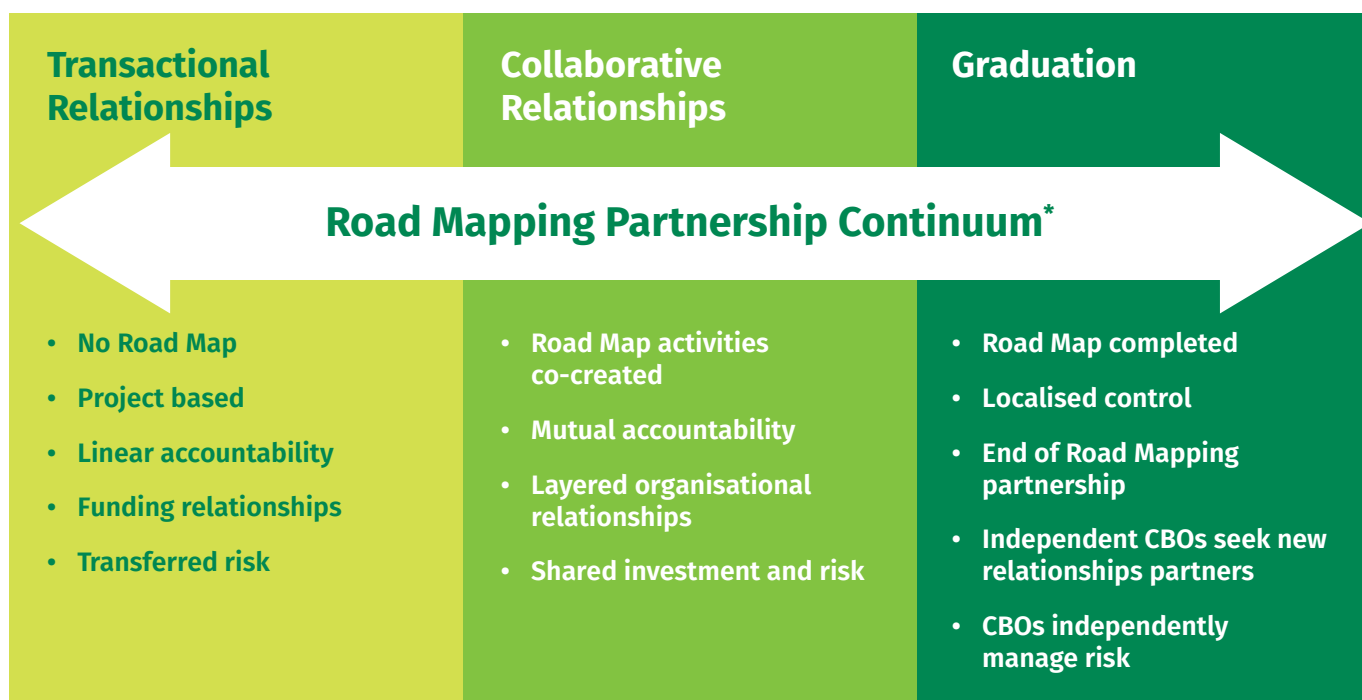 Transactional
Relationships
Collaborative
Relationships
Graduation
Road Mapping Partnership Continuum*
• No Road Map
• Project based
• Linear accountability
• Funding relationships
• Transferred risk
• Road Map activities
co-created
• Mutual accountability
• Layered organisational
relationships
• Shared investment and risk
• Road Map completed
• Localised control
• End of Road Mapping
partnership
• Independent CBOs seek new
relationships partners
• CBOs independently
manage risk